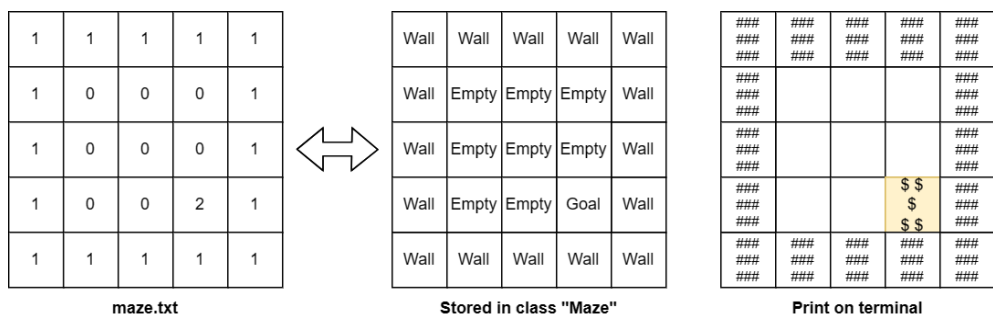 1 1 1 1 1
1 0 0 0 1
1 0 0 0 1
1 0 0 2 1
1 1 1 1 1
maze.txt
Wall Wall Wall Wall Wall
Wall Empty Empty Empty Wall
Wall Empty Empty Empty Wall
Wall Empty Empty Goal Wall
Wall Wall Wall Wall Wall
Stored in class "Maze"
### ### ### ### ###
### ### ### ### ###
### ### ### ### ###
### ###
### ###
### ###
### ###
### ###
### ###
### $ $ ###
### $ ###
### $ $ ###
### ### ### ### ###
### ### ### ### ###
### ### ### ### ###
Print on terminal